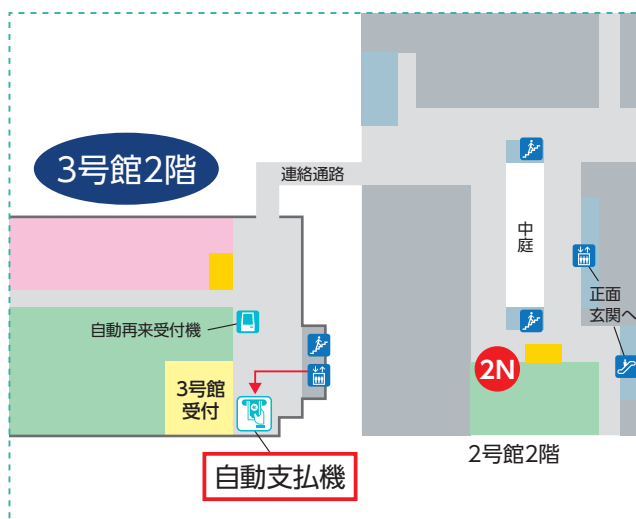 3号館2階
連絡通路
中庭
正面
玄関へ
自動再来受付機
3号館
受付
2N
2号館2階
自動支払機